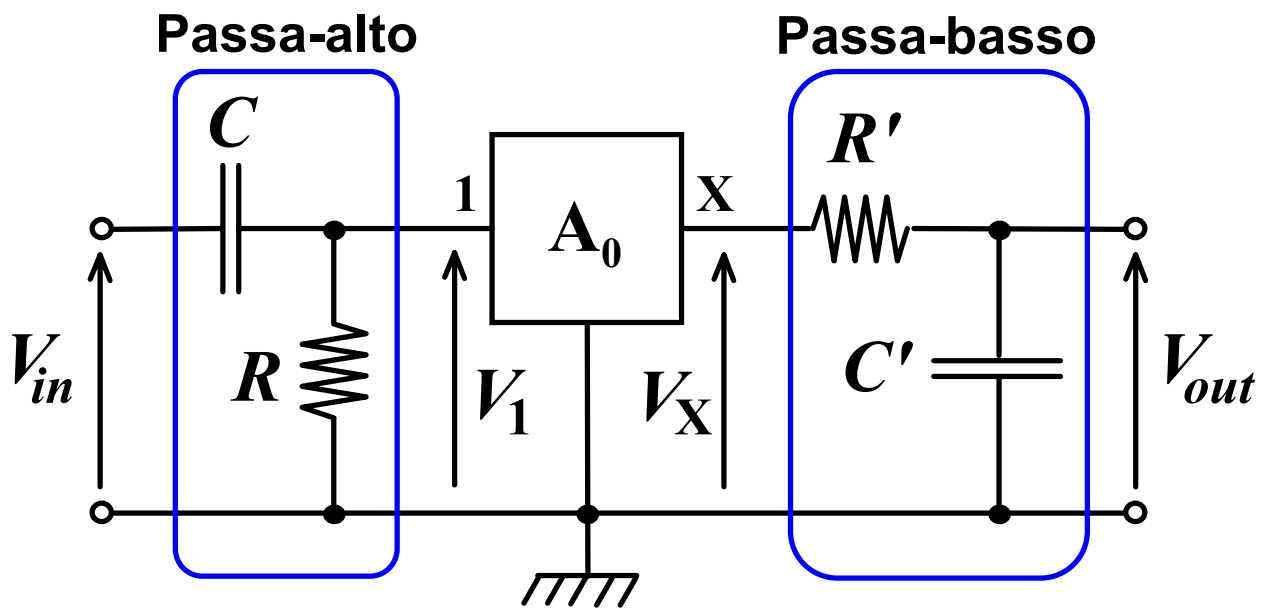 Passa-alto
Passa-basso
C
R'
1
A0
X
Vin
R
V1
VX
C'
Vout